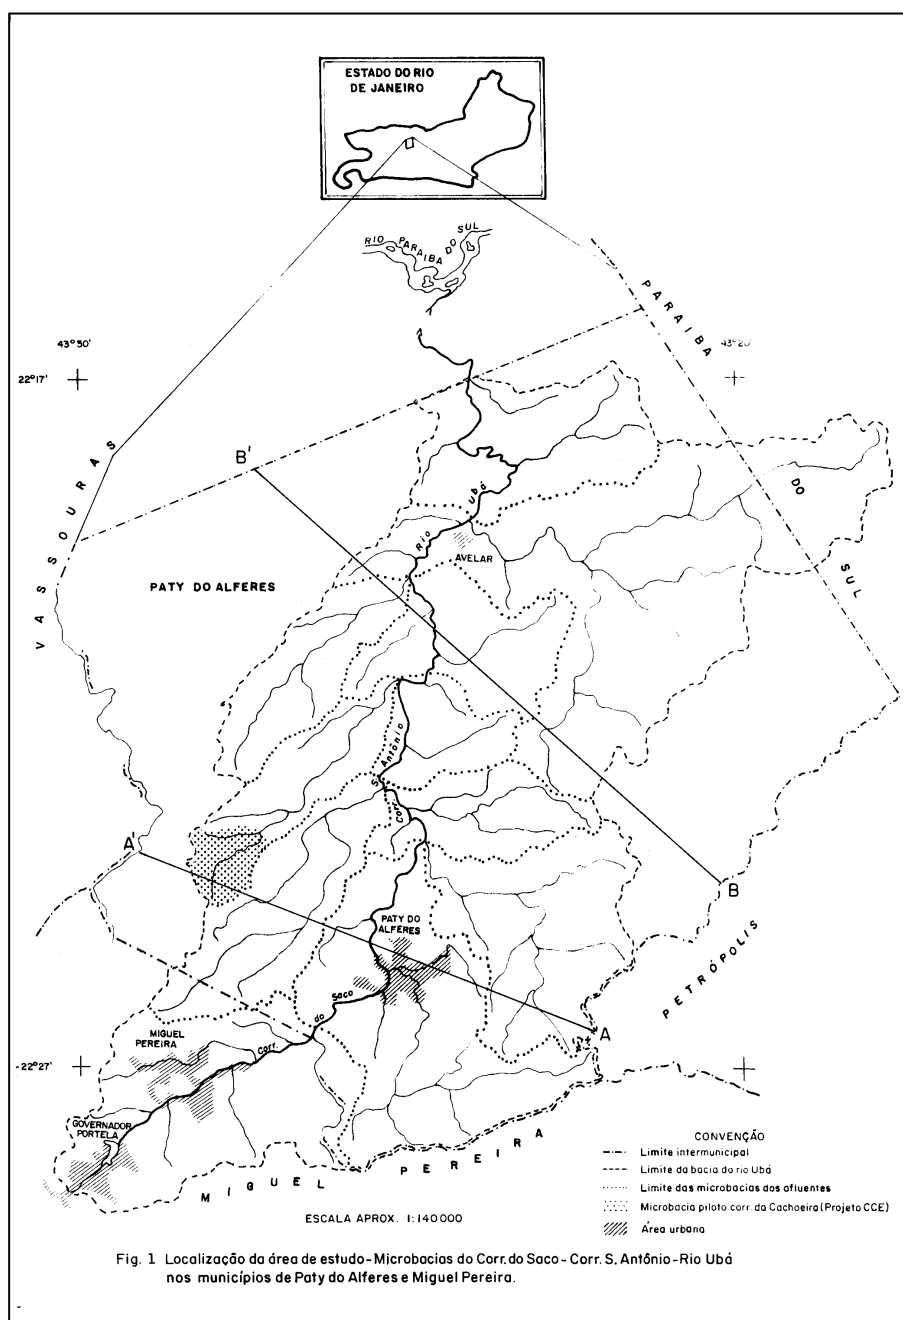 ESTADO DO RIO
DE JANEIRO
RIO PARAIBA DO SUL
PARAIBA DO SUL
43°30'
43°20'
22°17'
B'
VASSOURAS
Rio Ubá
AVELAR
PATY DO ALFERES
Corr. S. Antônio
A'
B
PATY DO
ALFERES
PETRÓPOLIS
Corr. do Saco
A
MIGUEL
PEREIRA
22°27'
GOVERNADOR
PORTELA
MIGUEL PEREIRA
CONVENÇÃO
Limite intermunicipal
Limite da bacia do rio Ubá
Limite das microbacias dos afluentes
Microbacia piloto corr. da Cachoeira (Projeto CCE)
Área urbana
ESCALA APROX. 1:140000
Fig. 1 Localização da área de estudo-Microbacias do Corr. do Saco - Corr. S. Antônio-Rio Ubá
nos municípios de Paty do Alferes e Miguel Pereira.